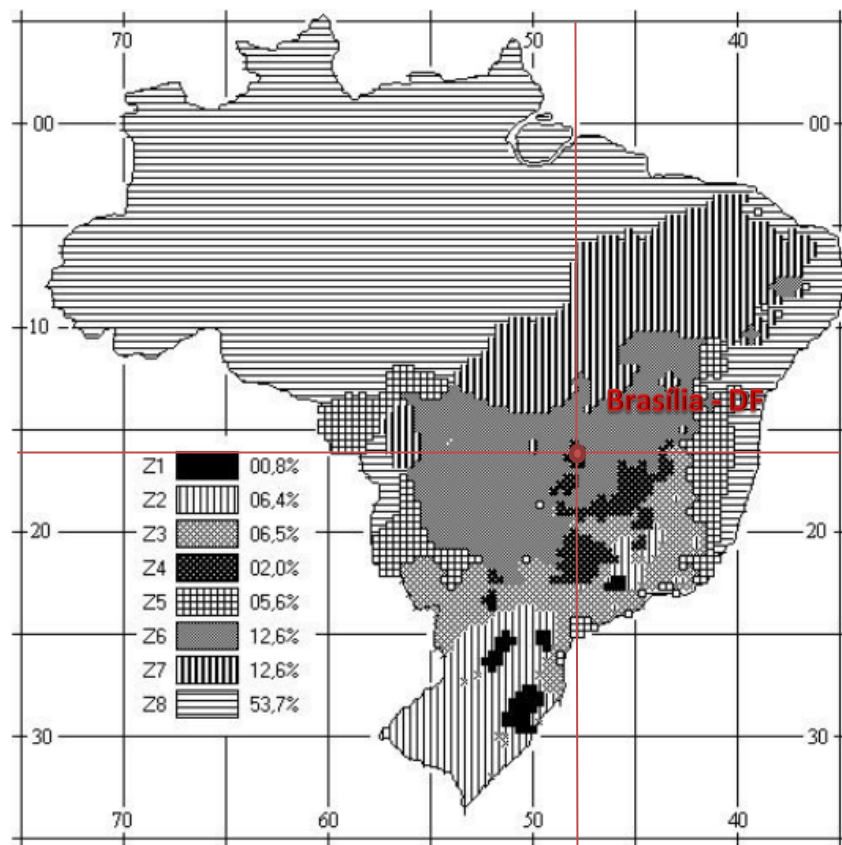 70 50 40
00 00
10
Brasília - DF
Z1 00,8%
Z2 06,4%
Z3 06,5%
20 20
Z4 02,0%
Z5 05,6%
Z6 12,6%
Z7 12,6%
Z8 53,7%
30 30
70 60 50 40